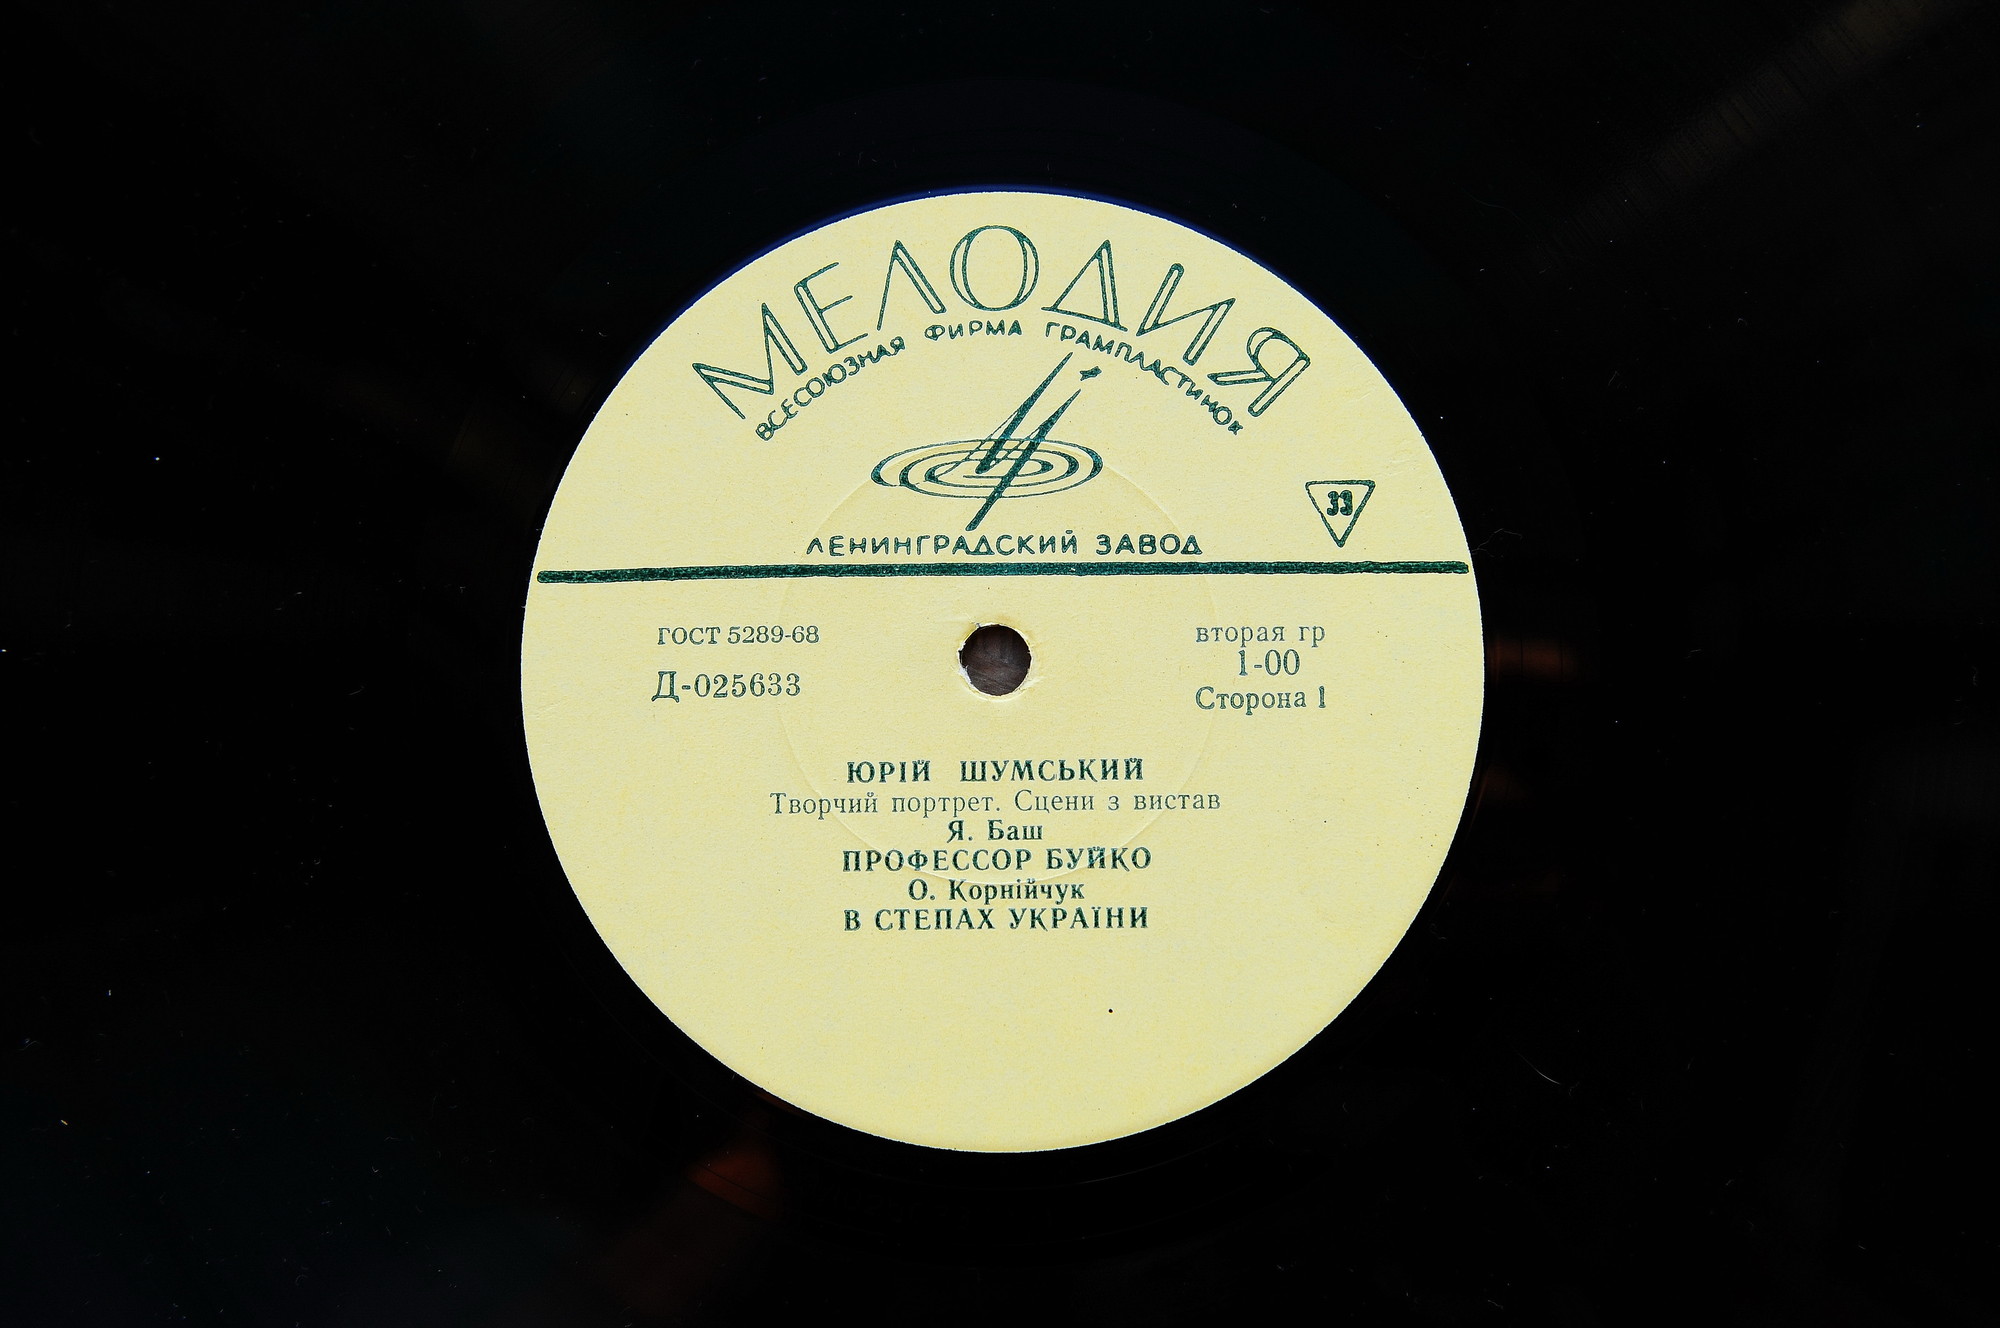 МЕЛОДИЯ
ВСЕСОЮЗНАЯ ФИРМА ГРАМПЛАСТИНОК
33
ЛЕНИНГРАДСКИЙ ЗАВОД
ГОСТ 5289-68
Д-025633
вторая гр
1-00
Сторона 1
ЮРІЙ ШУМСЬКИЙ
Творчий портрет. Сцени з вистав
Я. Баш
ПРОФЕССОР БУЙКО
О. Корнійчук
В СТЕПАХ УКРАЇНИ